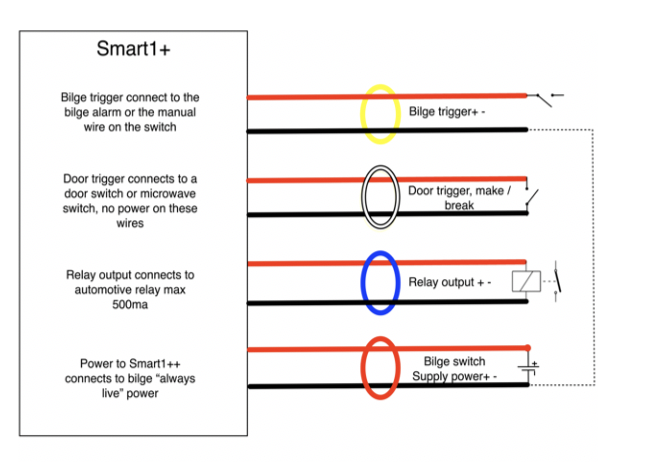 Smart1+
Bilge trigger connect to the
bilge alarm or the manual
wire on the switch
Bilge trigger+ -
Door trigger connects to a
door switch or microwave
switch, no power on these
wires
Door trigger, make /
break
Relay output connects to
automotive relay max
500ma
Relay output + -
Power to Smart1++
connects to bilge “always
live” power
Bilge switch
Supply power+ -
+